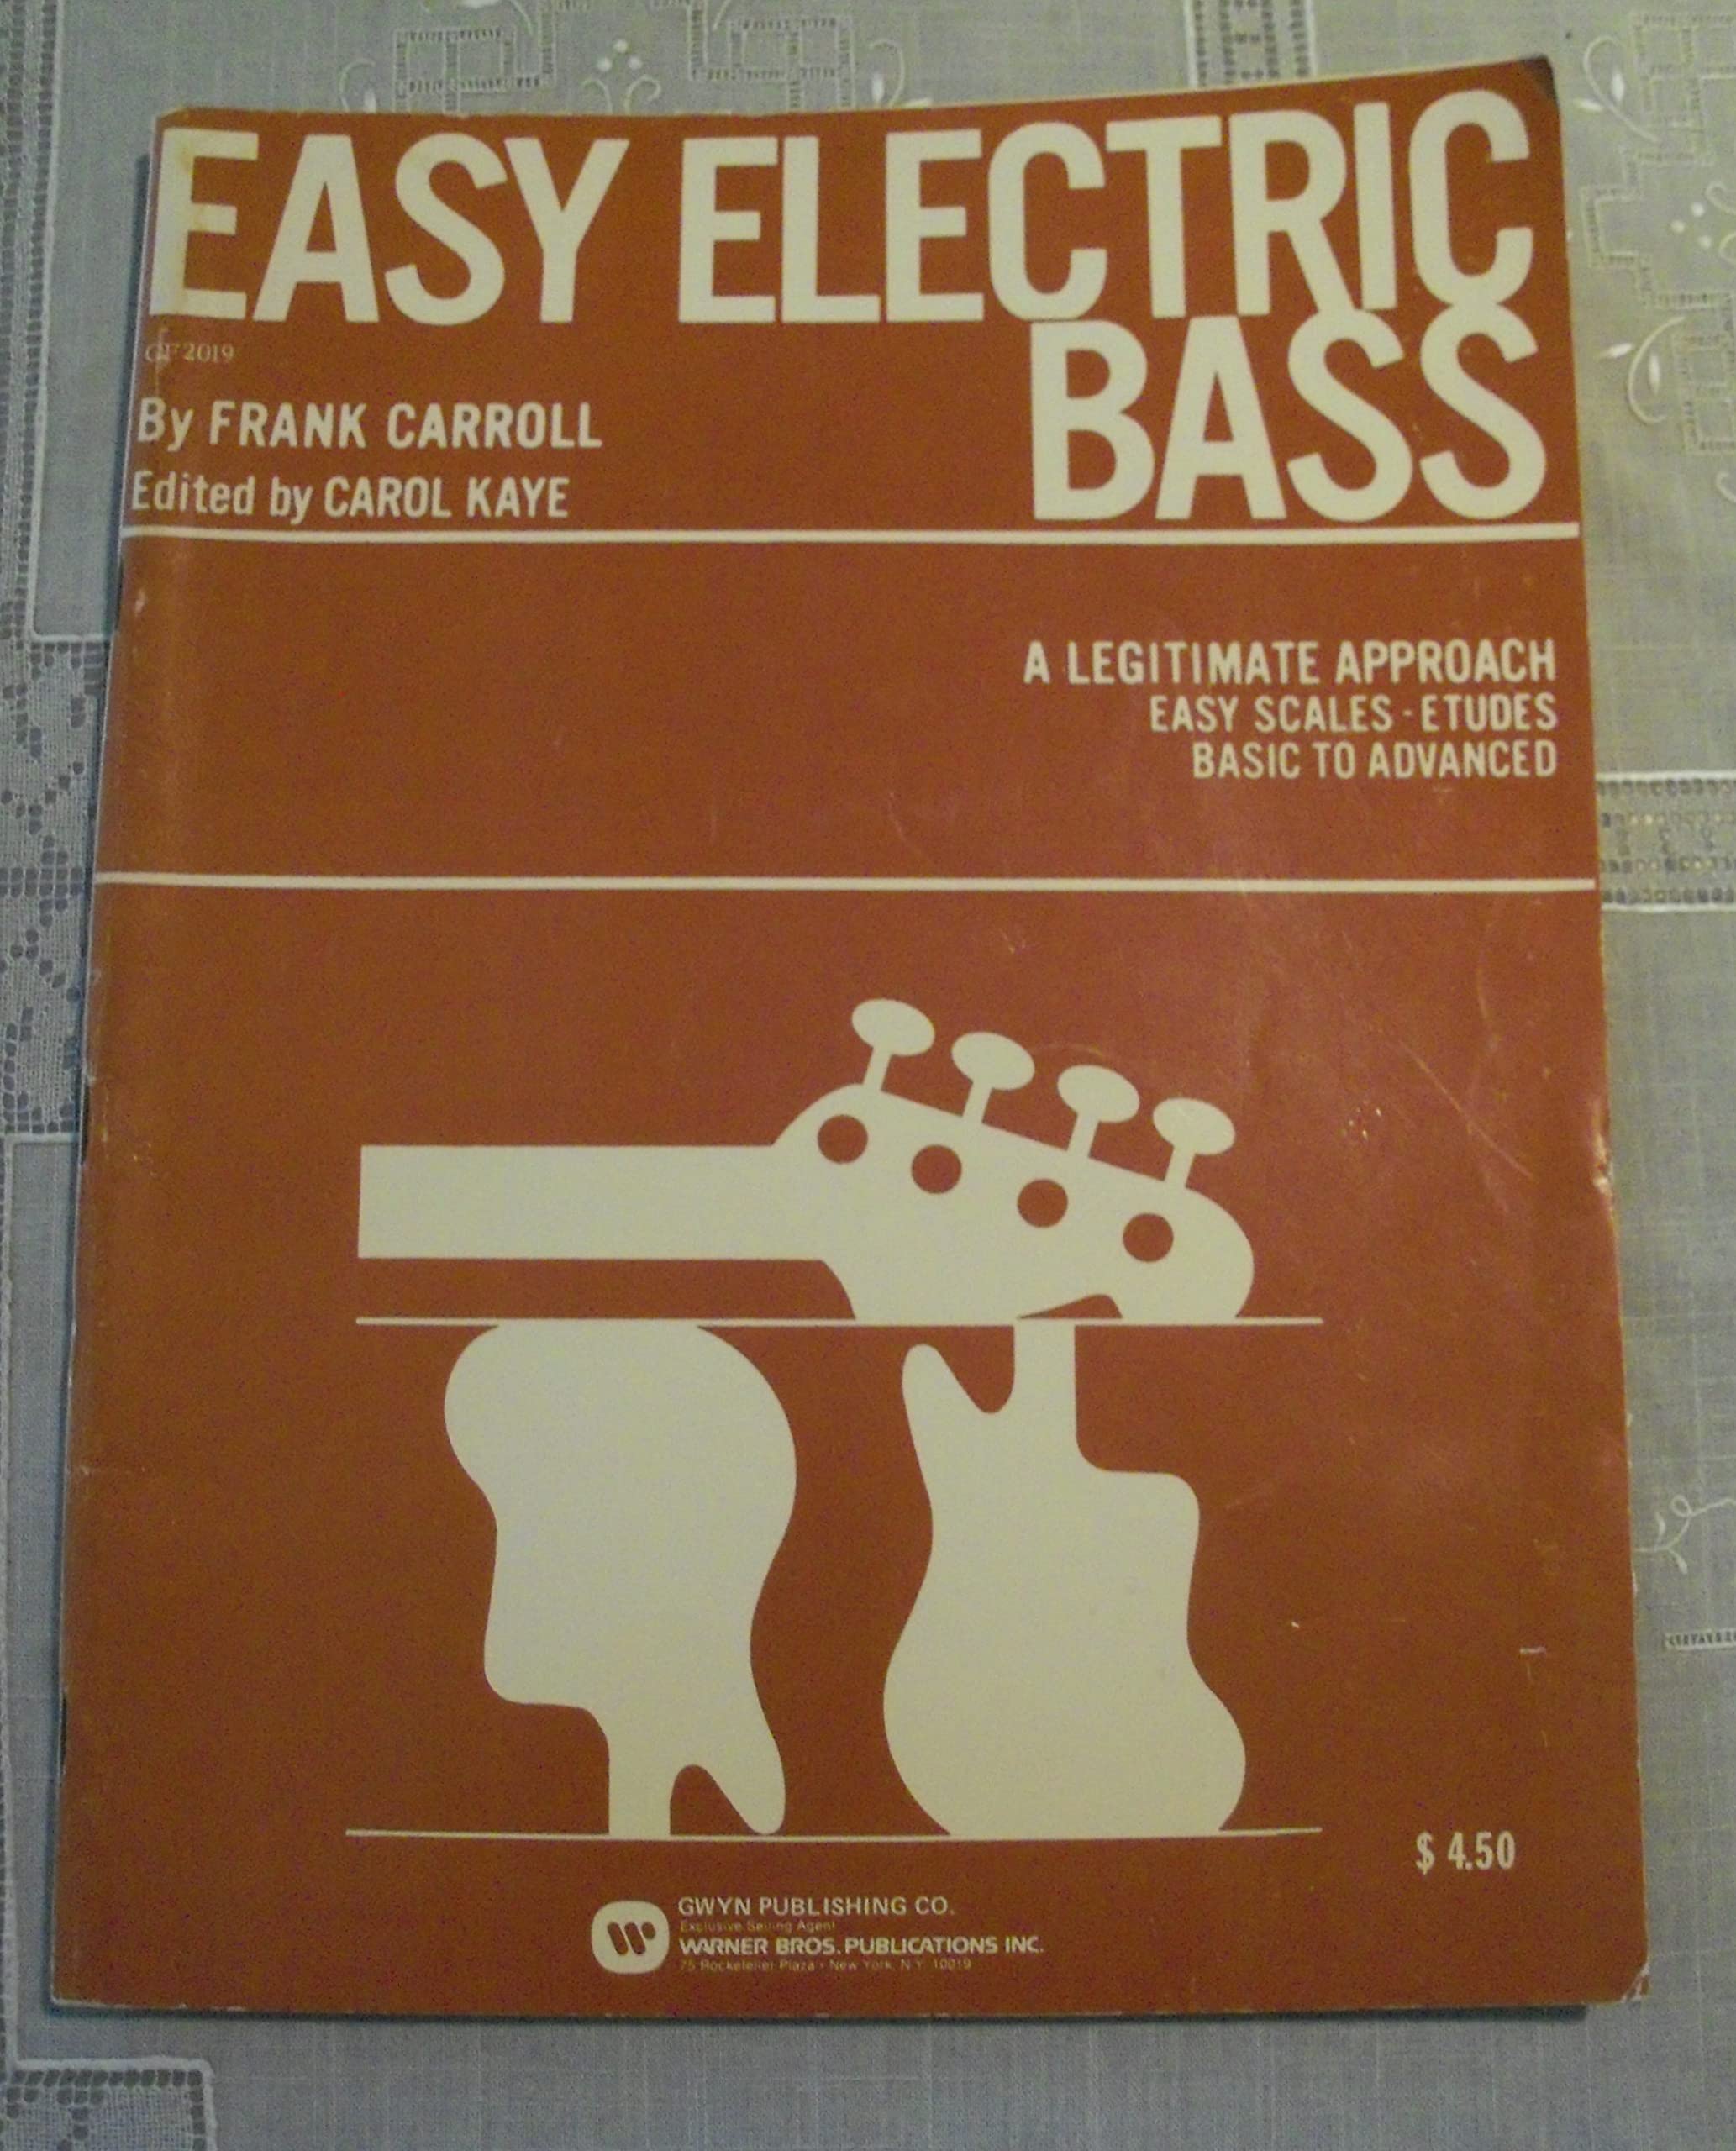 EASY ELECTRIC
BASS
GF 2019
By FRANK CARROLL
Edited by CAROL KAYE
A LEGITIMATE APPROACH
EASY SCALES - ETUDES
BASIC TO ADVANCED
$ 4.50
GWYN PUBLISHING CO.
Exclusive Selling Agent
WARNER BROS. PUBLICATIONS INC.
75 Rockefeller Plaza • New York, N.Y. 10019